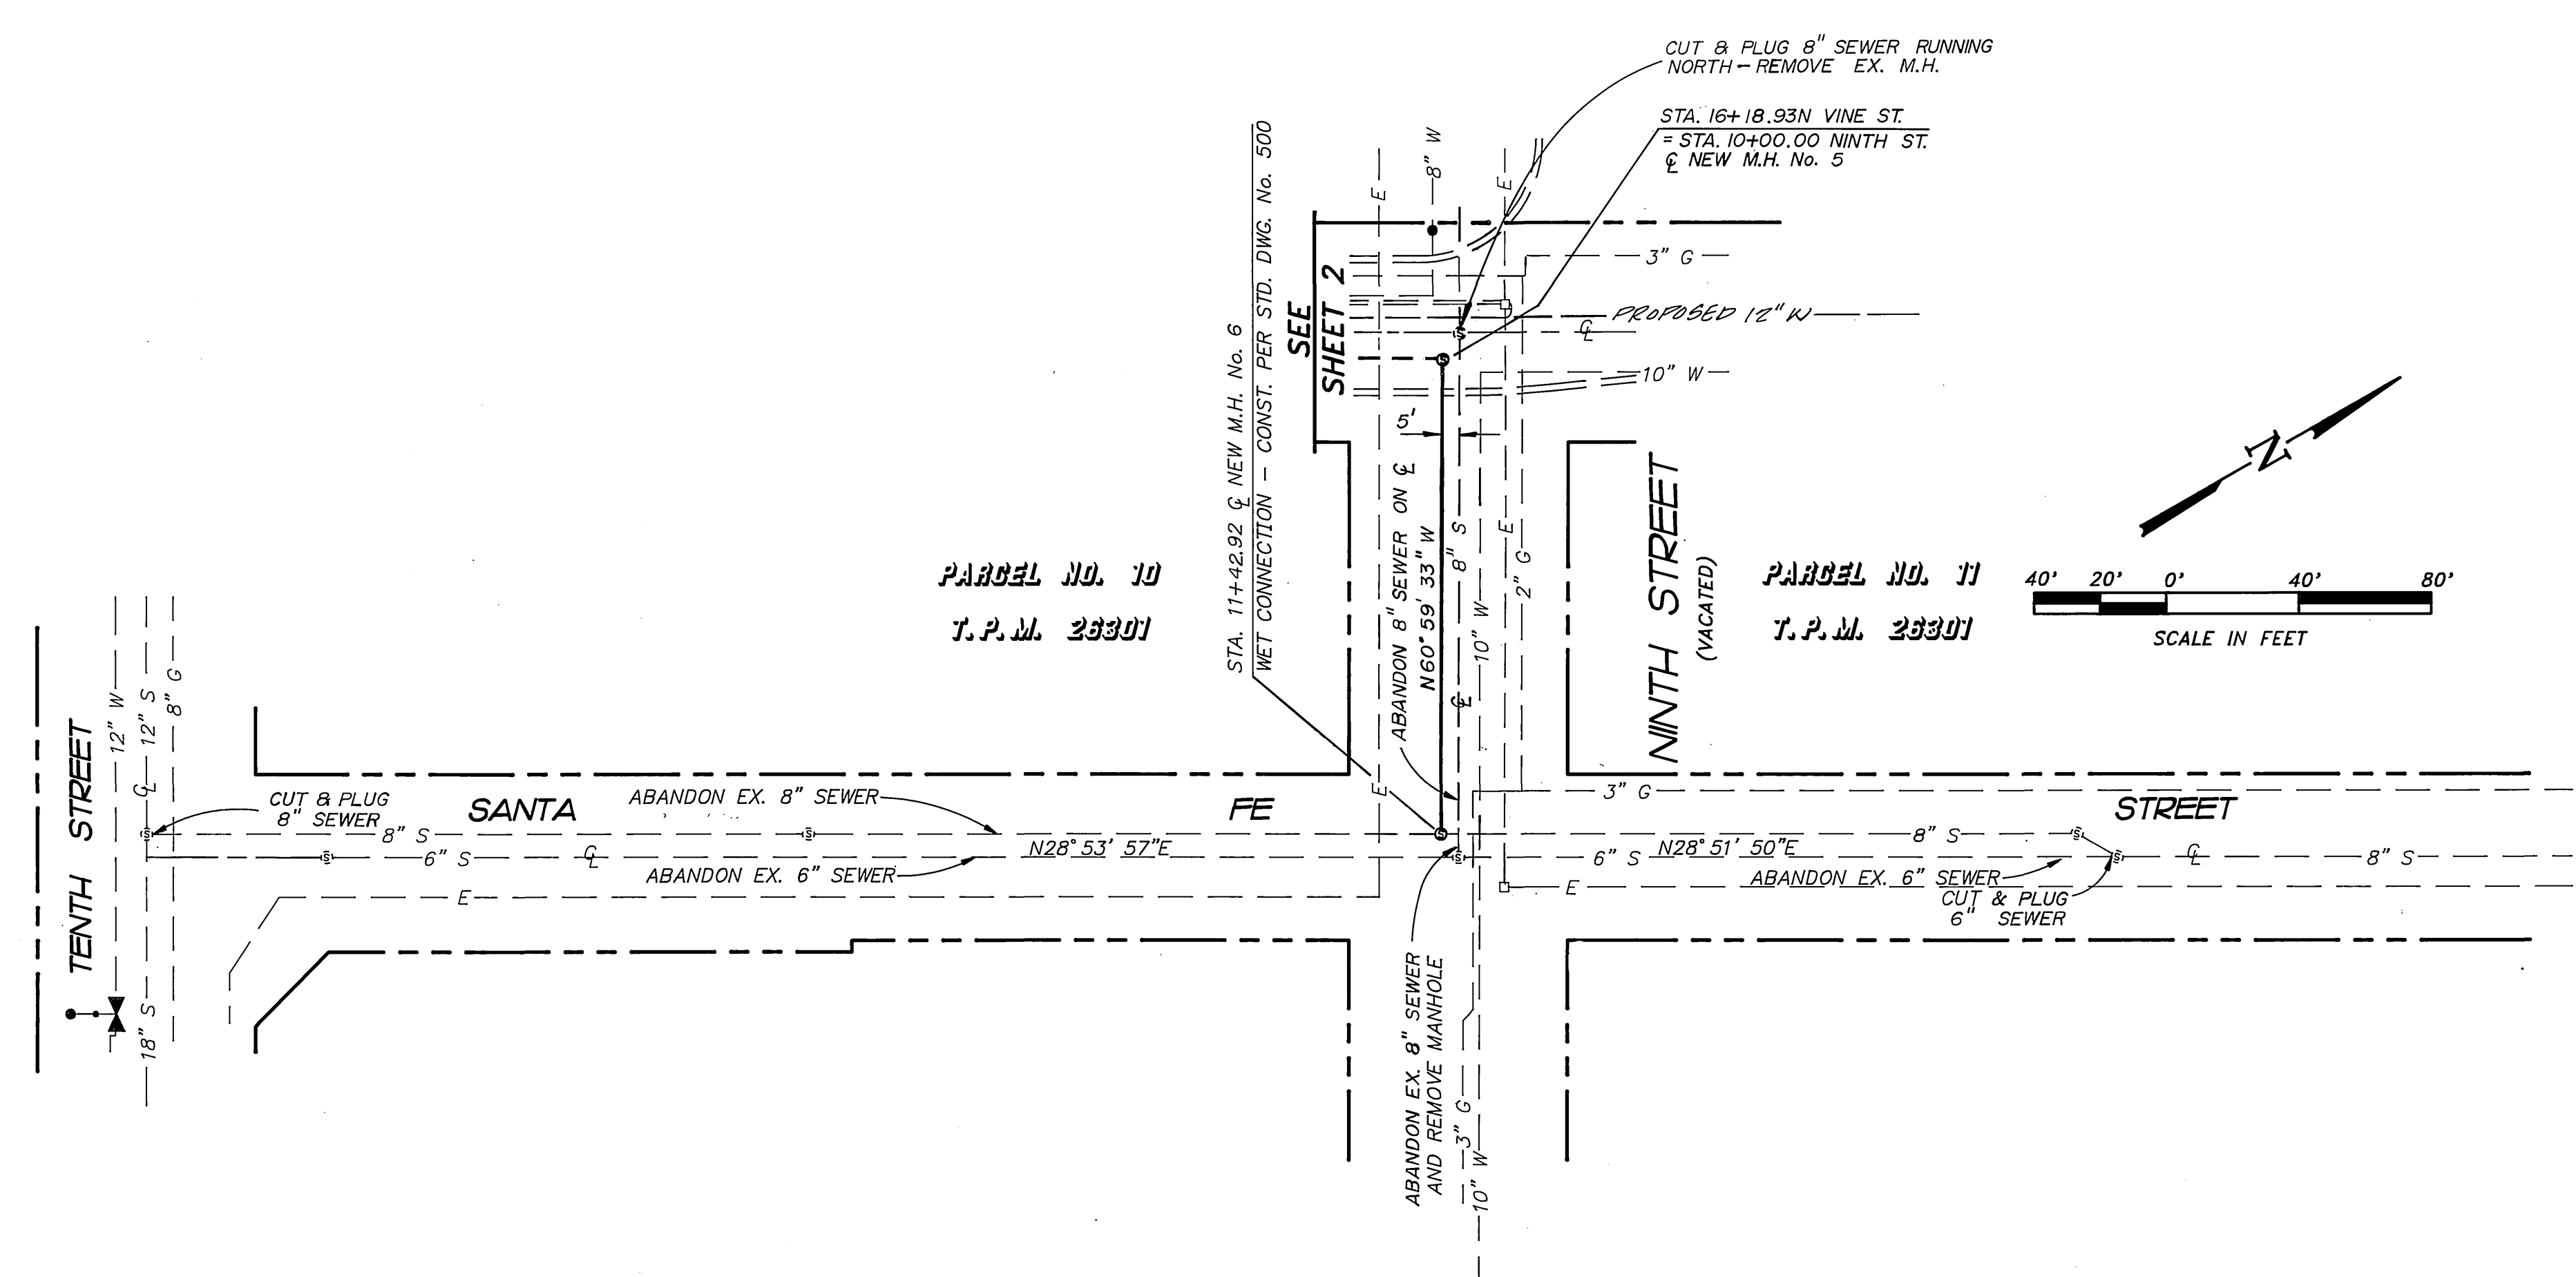 CUT & PLUG 8" SEWER RUNNING
NORTH - REMOVE EX. M.H.
STA. 16+18.93N VINE ST.
= STA. 10+00.00 NINTH ST.
℄ NEW M.H. No. 5
STA. 11+42.92 ℄ NEW M.H. No. 6
WET CONNECTION - CONST. PER STD. DWG. No. 500
E
8" W
E
SEE
SHEET 2
3" G
PROPOSED 12" W
℄
10" W
5'
N
ABANDON 8" SEWER ON ℄
N60° 59' 33" W
8" S
℄
10" W
E
2" G
NINTH STREET
(VACATED)
PARCEL NO. 10
T.P.M. 26301
PARCEL NO. 11
T.P.M. 26301
40' 20' 0' 40' 80'
SCALE IN FEET
TENTH STREET
12" W
℄ 12" S
8" G
18" S
CUT & PLUG
8" SEWER
SANTA FE STREET
ABANDON EX. 8" SEWER
E
3" G
8" S
8" S
6" S
℄
N28° 53' 57"E
6" S
N28° 51' 50"E
℄
8" S
ABANDON EX. 6" SEWER
ABANDON EX. 6" SEWER
E
E
CUT & PLUG
6" SEWER
ABANDON EX. 8" SEWER
AND REMOVE MANHOLE
3" G
10" W
S
S
S
S
S
S
S
S
S